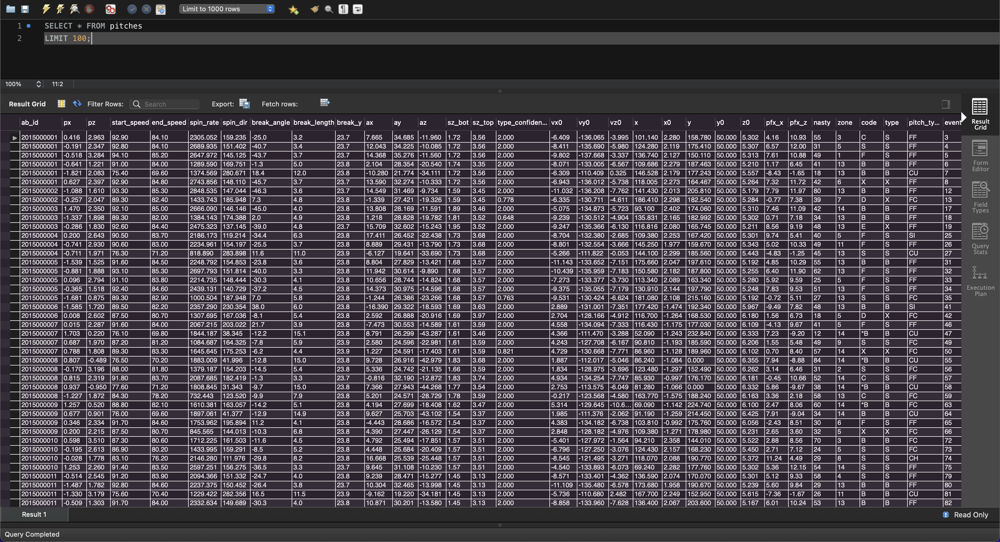 Limit to 1000 rows
1 SELECT * FROM pitches
2 LIMIT 100;
100% 11:2
Result Grid Filter Rows: Search Export: Fetch rows:
ab_id px pz start_speed end_speed spin_rate spin_dir break_angle break_length break_y ax ay az sz_bot sz_top type_confiden... vx0 vy0 vz0 x x0 y y0 z0 pfx_x pfx_z nasty zone code type pitch_ty... event
2015000001 0.416 2.963 92.90 84.10 2305.052 159.235 -25.0 3.2 23.7 7.665 34.685 -11.960 1.72 3.56 2.000 -6.409 -136.065 -3.995 101.140 2.280 158.780 50.000 5.302 4.16 10.93 55 3 C S FF 3
2015000001 -0.191 2.347 92.80 84.10 2689.935 151.402 -40.7 3.4 23.7 12.043 34.225 -10.085 1.72 3.56 2.000 -8.411 -135.690 -5.980 124.280 2.119 175.410 50.000 5.307 6.57 12.00 31 5 S S FF 4
2015000001 -0.518 3.284 94.10 85.20 2647.972 145.125 -43.7 3.7 23.7 14.368 35.276 -11.560 1.72 3.56 2.000 -9.802 -137.668 -3.337 136.740 2.127 150.110 50.000 5.313 7.61 10.88 49 1 F S FF 5
2015000001 -0.641 1.221 91.00 84.00 1289.590 169.751 -1.3 5.0 23.8 2.104 28.354 -20.540 1.74 3.35 2.000 -8.071 -133.005 -6.567 109.686 2.279 187.463 50.000 5.210 1.17 6.45 41 13 B B FF 6
2015000001 -1.821 2.083 75.40 69.60 1374.569 280.671 18.4 12.0 23.8 -10.280 21.774 -34.111 1.72 3.56 2.000 -6.309 -110.409 0.325 146.528 2.179 177.243 50.000 5.557 -8.43 -1.65 18 13 B B CU 7
2015000001 0.627 2.397 92.90 84.80 2743.856 148.110 -45.7 3.7 23.7 13.590 32.274 -10.333 1.72 3.56 2.000 -6.943 -136.012 -5.738 118.005 2.273 164.467 50.000 5.264 7.32 11.72 42 6 X X FF 8
2015000002 -1.088 1.610 93.30 85.30 2848.535 147.044 -46.3 3.6 23.7 14.549 31.469 -9.734 1.59 3.45 2.000 -11.032 -136.208 -7.762 141.430 2.013 205.810 50.000 5.179 7.79 11.97 80 13 B B FF 12
2015000002 -0.257 2.047 89.30 82.40 1433.743 185.948 7.3 4.8 23.8 -1.339 27.421 -19.326 1.59 3.45 0.778 -6.335 -130.711 -4.611 186.410 2.298 182.540 50.000 5.284 -0.77 7.38 39 7 D X FC 13
2015000003 1.470 2.350 92.10 85.00 2666.090 146.146 -45.0 4.0 23.8 13.808 28.169 -11.591 1.89 3.46 2.000 -5.075 -134.873 -5.723 93.100 2.402 174.060 50.000 5.310 7.46 11.09 42 14 B B FF 17
2015000003 -1.337 1.898 89.30 82.00 1384.143 174.388 2.0 4.9 23.8 1.218 28.828 -19.782 1.81 3.52 0.648 -9.239 -130.512 -4.904 135.831 2.165 182.992 50.000 5.302 0.71 7.18 34 13 B B FF 18
2015000003 -0.286 1.830 92.60 84.40 2475.323 137.145 -39.0 4.8 23.7 15.709 32.602 -15.243 1.95 3.52 2.000 -9.247 -135.366 -6.130 116.816 2.080 165.745 50.000 5.211 8.56 9.19 48 13 E X FF 19
2015000004 0.200 2.643 90.50 83.70 2186.173 119.214 -34.4 6.3 23.8 17.411 26.452 -22.438 1.73 3.68 2.000 -8.704 -132.380 -2.685 109.380 2.253 167.420 50.000 5.301 9.74 5.41 40 5 F S SI 25
2015000004 -0.741 2.930 90.60 83.00 2234.961 154.197 -25.5 3.7 23.8 8.889 29.431 -13.790 1.73 3.68 2.000 -8.801 -132.554 -3.666 145.250 1.977 159.670 50.000 5.343 5.02 10.33 49 11 F S FF 26
2015000004 -0.711 1.971 76.30 71.20 818.890 283.898 11.6 11.0 23.9 -6.127 19.641 -33.690 1.73 3.68 2.000 -5.266 -111.822 -0.053 144.100 2.299 185.560 50.000 5.443 -4.83 -1.25 45 13 S S CU 27
2015000005 -1.539 1.525 91.60 84.50 2248.792 154.853 -23.8 3.6 23.8 8.804 27.829 -13.421 1.68 3.57 2.000 -11.143 -133.652 -7.151 175.660 2.047 197.610 50.000 5.192 4.85 10.29 55 13 B B FF 31
2015000005 -0.881 1.888 93.10 85.30 2697.793 151.814 -40.0 3.3 23.8 11.942 30.614 -9.890 1.68 3.57 2.000 -10.439 -135.959 -7.183 150.580 2.182 187.800 50.000 5.255 6.40 11.90 62 13 F S FF 32
2015000005 0.096 2.794 91.10 83.80 2214.735 148.444 -30.3 4.1 23.8 10.656 28.744 -14.824 1.68 3.57 2.000 -7.273 -133.377 -3.730 113.340 2.089 163.340 50.000 5.280 5.92 9.59 25 5 F S FF 33
2015000005 -0.365 1.518 92.40 84.60 2439.131 140.729 -37.2 4.5 23.8 14.373 30.975 -14.596 1.68 3.57 2.000 -9.375 -135.055 -7.179 130.910 2.144 197.790 50.000 5.248 7.83 9.53 51 13 F S FF 34
2015000005 -1.681 0.875 89.30 82.90 1000.504 187.948 7.0 5.8 23.8 -1.244 26.386 -23.266 1.68 3.57 0.763 -9.531 -130.424 -6.624 181.080 2.108 215.160 50.000 5.192 -0.72 5.11 27 13 S S FC 35
2015000006 -1.585 1.720 89.50 82.20 2357.290 230.354 38.0 6.0 23.8 -16.390 29.322 -18.593 1.69 3.63 2.000 2.889 -131.001 -7.351 177.420 -1.474 192.340 50.000 5.967 -9.49 7.82 48 13 B B SI 41
2015000006 0.008 2.602 87.50 80.70 1307.695 167.036 -8.1 5.4 23.8 2.592 26.888 -20.916 1.69 3.97 2.000 2.704 -128.166 -4.912 116.700 -1.264 168.530 50.000 6.180 1.56 6.73 18 5 D X FC 42
2015000007 0.015 2.287 91.60 84.00 2067.215 203.022 21.7 3.9 23.8 -7.473 30.553 -14.589 1.61 3.59 2.000 4.558 -134.094 -7.333 116.430 -1.175 177.030 50.000 6.109 -4.13 9.67 41 5 F S FF 46
2015000007 1.703 0.220 76.10 69.80 1844.187 38.345 -12.2 15.1 23.8 8.791 26.299 -43.287 1.61 3.46 2.000 4.366 -111.470 -3.288 52.090 -1.243 232.840 50.000 6.333 7.23 -9.20 12 14 *B B CU 47
2015000007 0.687 1.970 87.20 81.20 1084.687 164.325 -7.8 5.9 23.9 2.580 24.596 -22.981 1.61 3.59 2.000 4.243 -127.708 -6.167 90.810 -1.193 185.590 50.000 6.206 1.55 5.48 49 9 S S FC 49
2015000007 0.788 1.808 89.30 83.30 1645.645 175.253 -6.2 4.4 23.9 1.227 24.591 -17.403 1.61 3.59 0.821 4.729 -130.668 -7.771 86.960 -1.128 189.960 50.000 6.102 0.70 8.40 57 14 X X FC 50
2015000008 0.807 -0.489 76.50 70.20 1883.009 41.996 -12.8 15.0 23.8 9.728 26.916 -42.979 1.83 3.68 2.000 1.887 -112.017 -5.046 86.240 -1.084 0.000 50.000 6.355 7.94 -8.88 84 14 *B B CU 55
2015000008 -0.170 3.196 88.00 81.80 1379.187 154.203 -14.5 5.4 23.8 5.336 24.742 -21.135 1.66 3.59 2.000 1.834 -128.975 -3.696 123.480 -1.297 152.490 50.000 6.262 3.14 6.46 31 2 S S FC 56
2015000008 0.815 2.319 91.80 83.70 2087.685 182.419 -1.3 3.3 23.7 -0.816 32.190 -12.872 1.83 3.74 2.000 4.934 -134.254 -7.747 85.930 -0.997 176.170 50.000 6.181 -0.45 10.66 52 14 C S FF 57
2015000008 0.937 -0.950 77.60 71.20 1808.845 31.343 -9.7 15.0 23.8 7.366 27.943 -44.268 1.77 3.54 2.000 2.753 -113.575 -6.049 81.280 -1.066 0.000 50.000 6.332 5.86 -9.67 38 14 *B B CU 58
2015000008 -1.227 1.872 84.30 78.20 732.443 123.520 -9.9 7.9 23.8 5.201 24.571 -28.729 1.78 3.59 2.000 -0.217 -123.568 -4.580 163.770 -1.575 188.240 50.000 6.163 3.36 2.18 58 13 C S FC 59
2015000009 1.257 0.520 88.80 82.10 1610.381 163.057 -14.2 5.1 23.8 4.194 27.699 -18.408 1.62 3.47 2.000 5.314 -129.645 -10.6... 69.090 -1.142 224.740 50.000 6.100 2.47 8.06 60 14 *B B FC 63
2015000009 0.677 0.901 76.00 69.60 1897.061 41.377 -12.9 14.9 23.8 9.627 25.703 -43.102 1.54 3.37 2.000 1.985 -111.376 -2.062 91.190 -1.259 214.450 50.000 6.425 7.91 -9.04 34 14 B B CU 64
2015000009 0.346 2.334 91.70 84.60 1753.962 195.894 11.2 4.1 23.8 -4.443 28.686 -16.572 1.54 3.37 2.000 4.383 -134.182 -6.738 103.810 -0.992 175.760 50.000 6.056 -2.43 8.51 30 6 F S FF 65
2015000009 0.200 2.215 87.50 80.70 845.565 144.013 -10.3 6.8 23.8 4.390 27.447 -26.129 1.54 3.37 2.000 2.848 -128.182 -4.976 109.380 -1.271 178.980 50.000 6.231 2.65 3.60 32 5 X X FC 66
2015000010 0.598 3.510 87.30 80.60 1712.225 161.503 -11.6 4.5 23.8 4.792 25.494 -17.851 1.57 3.51 2.000 -5.401 -127.972 -1.564 94.210 2.358 144.010 50.000 5.522 2.88 8.56 70 3 B B FC 72
2015000010 -0.195 2.613 86.90 80.20 1433.995 159.291 -8.5 5.2 23.8 4.448 25.684 -20.409 1.57 3.51 2.000 -6.796 -127.250 -3.076 124.430 2.157 168.230 50.000 5.450 2.71 7.12 24 5 S S FC 73
2015000010 -0.028 1.778 83.10 76.20 2146.280 111.976 -29.8 8.2 23.8 16.668 25.539 -25.448 1.57 3.51 2.000 -8.545 -121.495 -3.271 118.070 2.088 190.770 50.000 5.372 11.24 4.49 29 8 S S CH 74
2015000010 1.253 2.260 91.40 83.50 2597.251 156.275 -36.5 3.3 23.8 9.645 31.108 -10.230 1.57 3.51 2.000 -4.540 -133.893 -6.073 69.240 2.282 177.760 50.000 5.302 5.36 12.15 54 14 S S FF 75
2015000011 -0.514 2.545 91.20 83.90 2094.366 151.332 -24.7 4.0 23.8 9.239 28.471 -15.277 1.45 3.13 2.000 -8.571 -133.401 -4.362 136.590 2.074 170.070 50.000 5.301 5.12 9.33 58 4 S S FF 79
2015000011 -1.487 1.782 92.80 84.60 2237.375 150.452 -26.4 3.8 23.7 10.304 32.465 -13.998 1.45 3.13 2.000 -11.109 -135.480 -6.578 173.680 1.958 190.670 50.000 5.239 5.60 9.84 29 13 B B FF 80
2015000011 -1.330 3.179 75.60 70.40 1229.422 282.356 16.5 11.5 23.9 -9.162 19.220 -34.181 1.45 3.13 2.000 -5.736 -110.680 2.482 167.700 2.249 152.950 50.000 5.615 -7.36 -1.67 26 11 B B CU 81
2015000011 -0.509 1.303 91.70 84.00 2332.634 149.689 -30.3 4.0 23.8 10.871 30.201 -13.580 1.45 3.13 2.000 -8.858 -133.960 -7.628 136.400 2.067 203.600 50.000 5.167 6.01 10.24 53 13 B B FF 82
Result
Grid
Form
Editor
Field
Types
Query
Stats
Execution
Plan
Result 1 Read Only
Query Completed